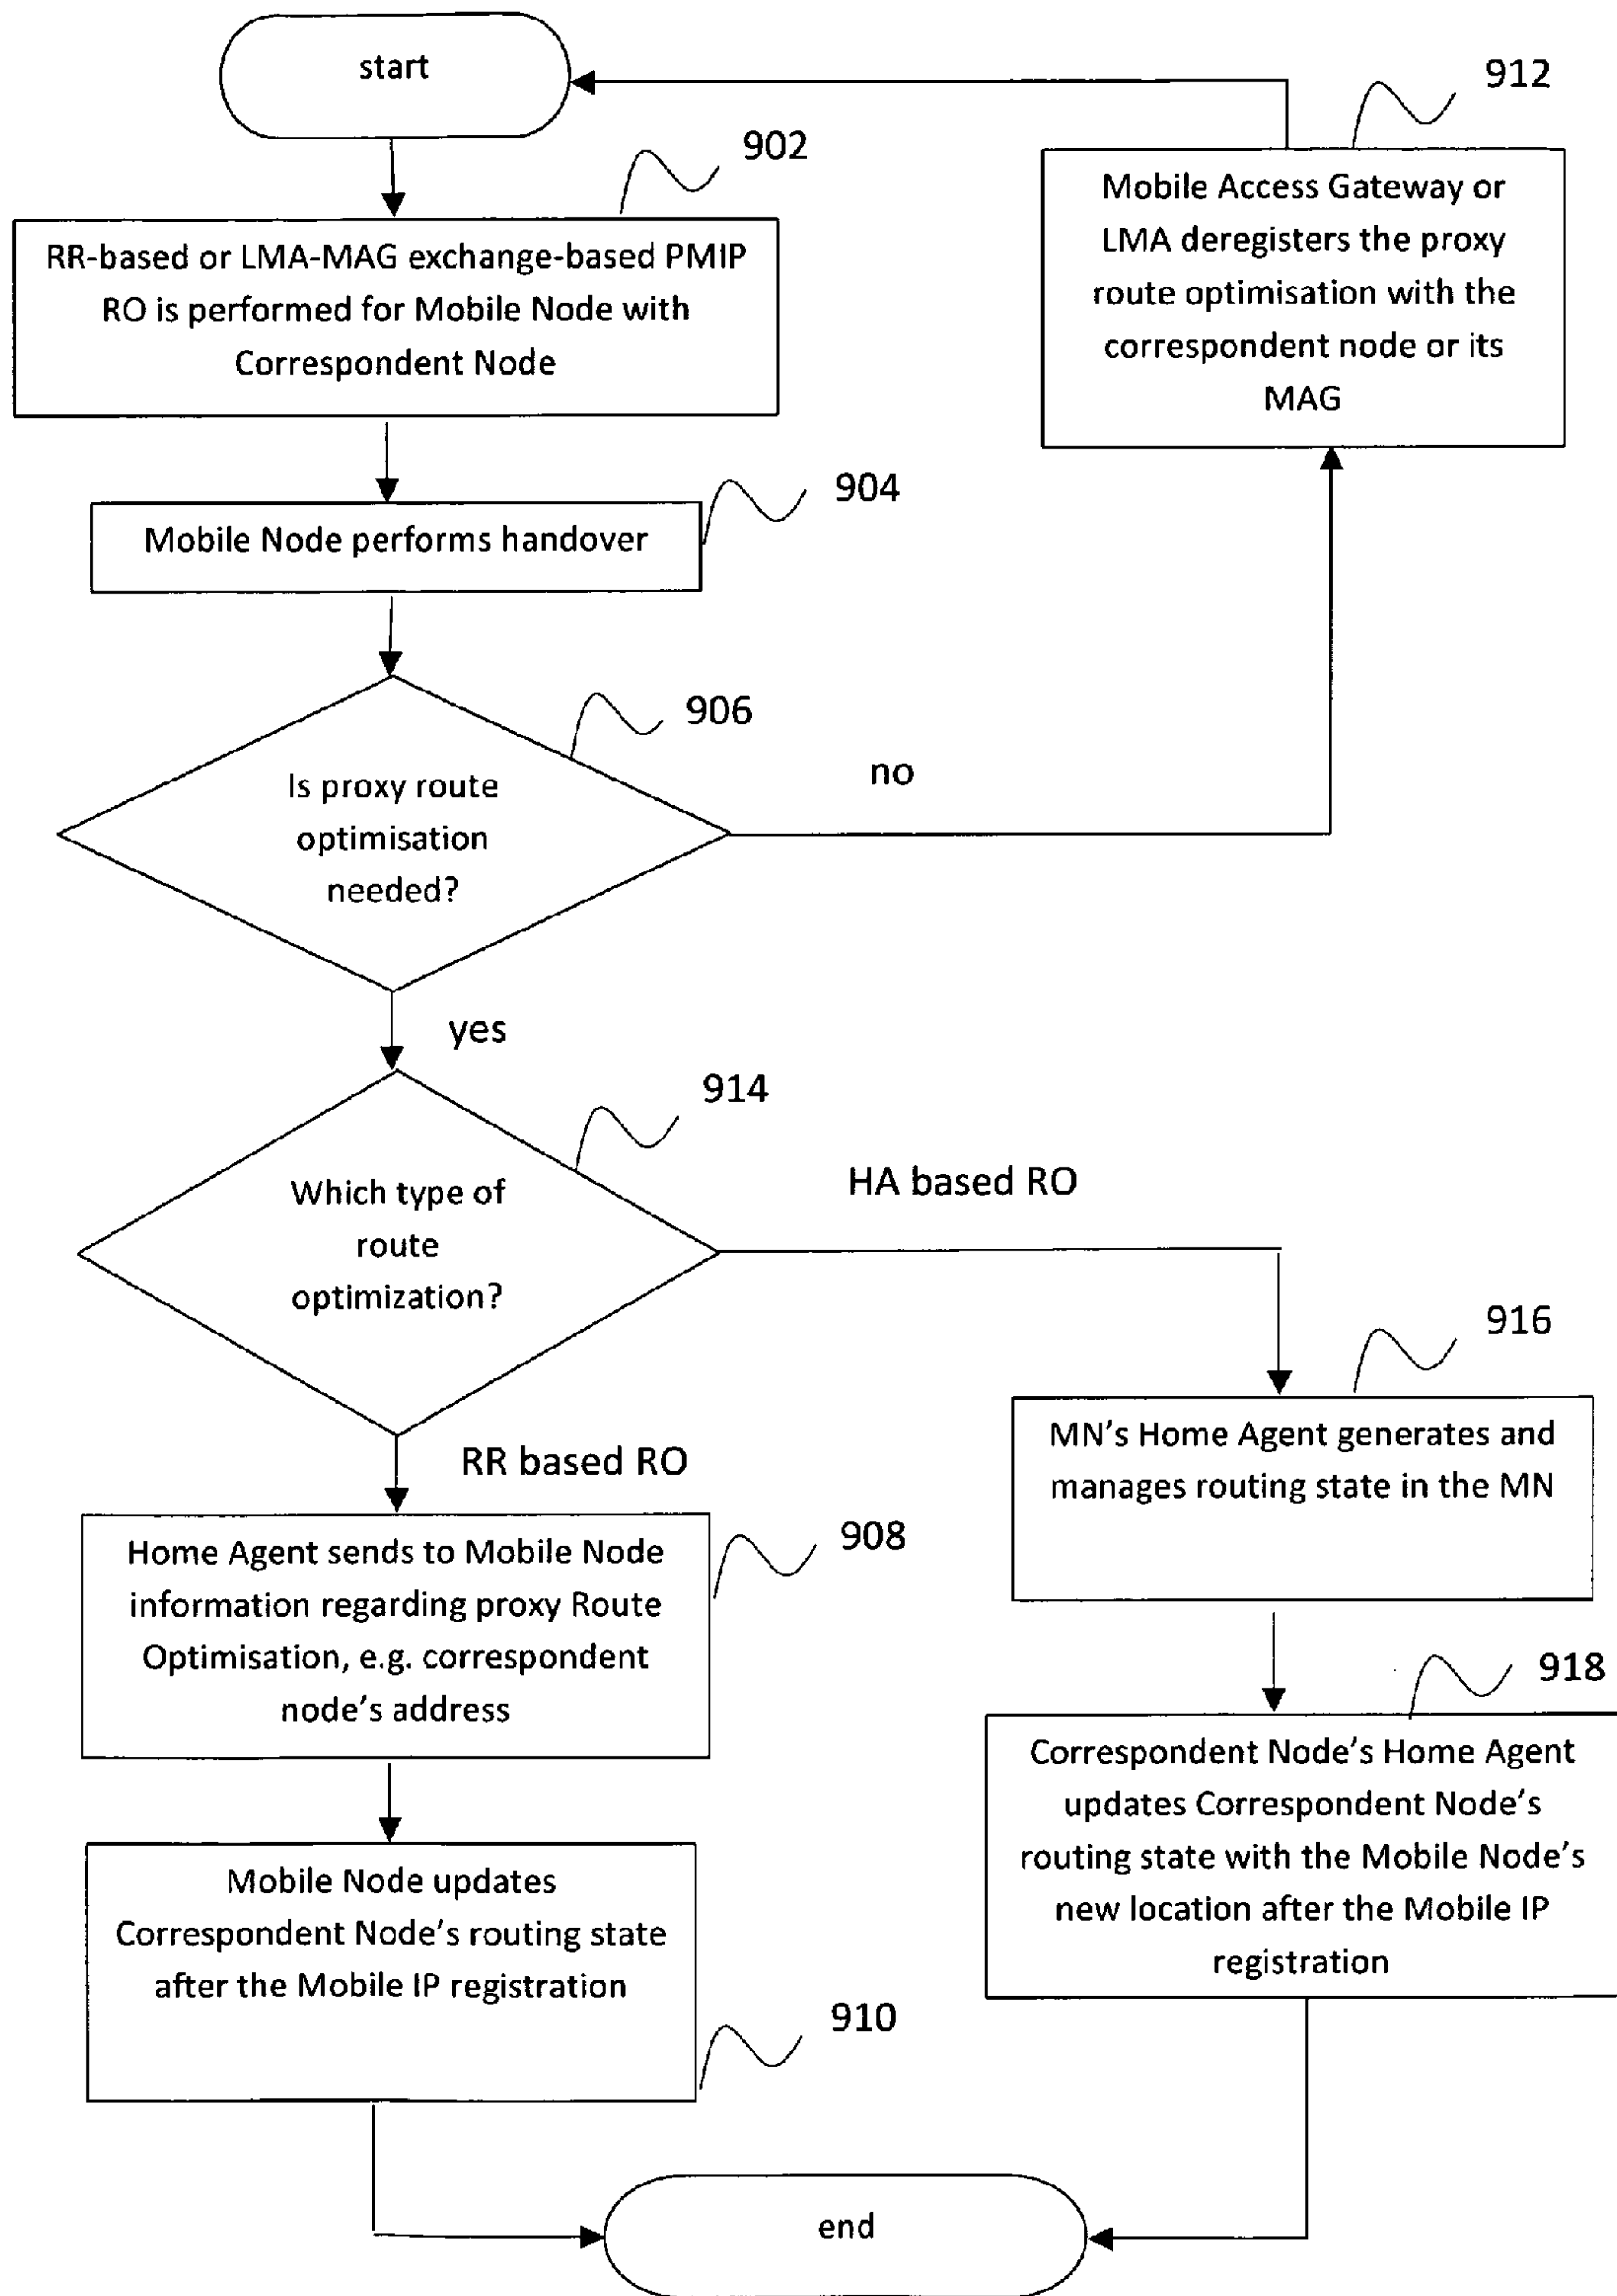 start
912
902
Mobile Access Gateway or
LMA deregisters the proxy
route optimisation with the
correspondent node or its
MAG
RR-based or LMA-MAG exchange-based PMIP
RO is performed for Mobile Node with
Correspondent Node
904
Mobile Node performs handover
906
Is proxy route
optimisation
needed?
no
yes
914
Which type of
route
optimization?
HA based RO
916
MN's Home Agent generates and
manages routing state in the MN
RR based RO
908
Home Agent sends to Mobile Node
information regarding proxy Route
Optimisation, e.g. correspondent
node's address
918
Correspondent Node's Home Agent
updates Correspondent Node's
routing state with the Mobile Node's
new location after the Mobile IP
registration
Mobile Node updates
Correspondent Node's routing state
after the Mobile IP registration
910
end